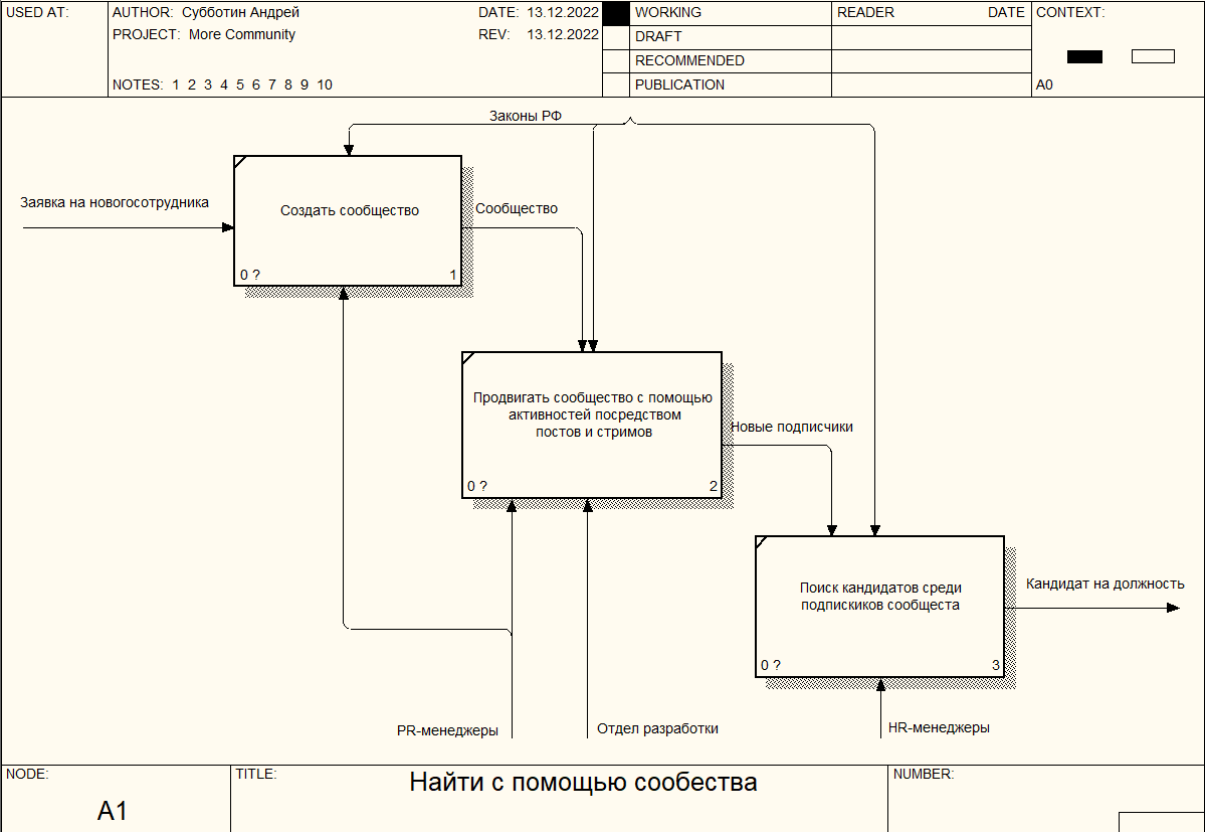 USED AT:
AUTHOR: Субботин Андрей
DATE: 13.12.2022
PROJECT: More Community
REV: 13.12.2022
NOTES: 1 2 3 4 5 6 7 8 9 10
WORKING
DRAFT
RECOMMENDED
PUBLICATION
READER DATE
CONTEXT:
A0
Законы РФ
Заявка на новогосотрудника
Создать сообщество
0 ?
1
Сообщество
Продвигать сообщество с помощью
активностей посредством
постов и стримов
0 ?
2
Новые подписчики
Поиск кандидатов среди
подпискиков сообщеста
0 ?
3
Кандидат на должность
PR-менеджеры
Отдел разработки
HR-менеджеры
NODE:
A1
TITLE:
Найти с помощью сообества
NUMBER: